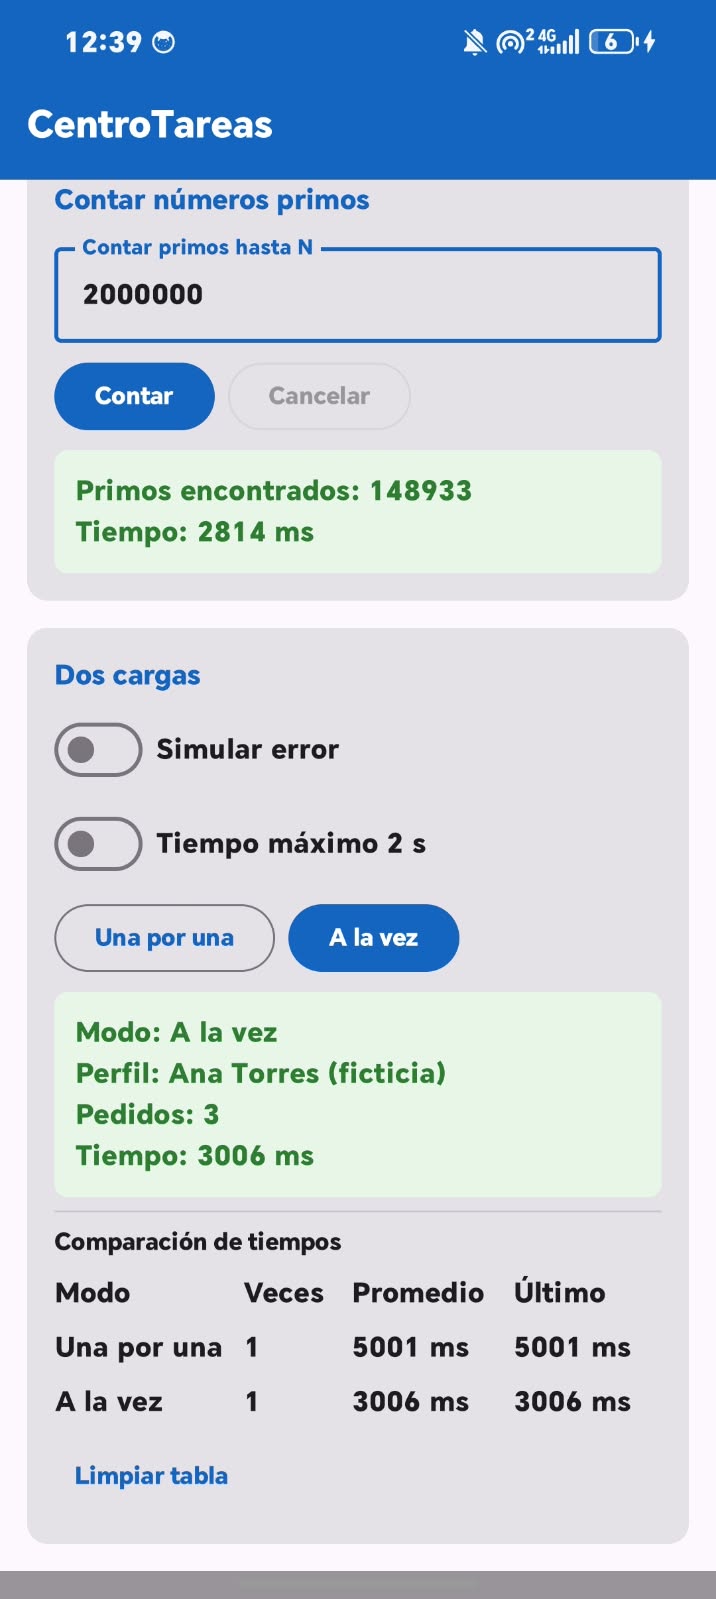 12:39
2 4G
6
CentroTareas
Contar números primos
Contar primos hasta N
2000000
Contar Cancelar
Primos encontrados: 148933
Tiempo: 2814 ms
Dos cargas
Simular error
Tiempo máximo 2 s
Una por una A la vez
Modo: A la vez
Perfil: Ana Torres (ficticia)
Pedidos: 3
Tiempo: 3006 ms
Comparación de tiempos
Modo Veces Promedio Último
Una por una 1 5001 ms 5001 ms
A la vez 1 3006 ms 3006 ms
Limpiar tabla